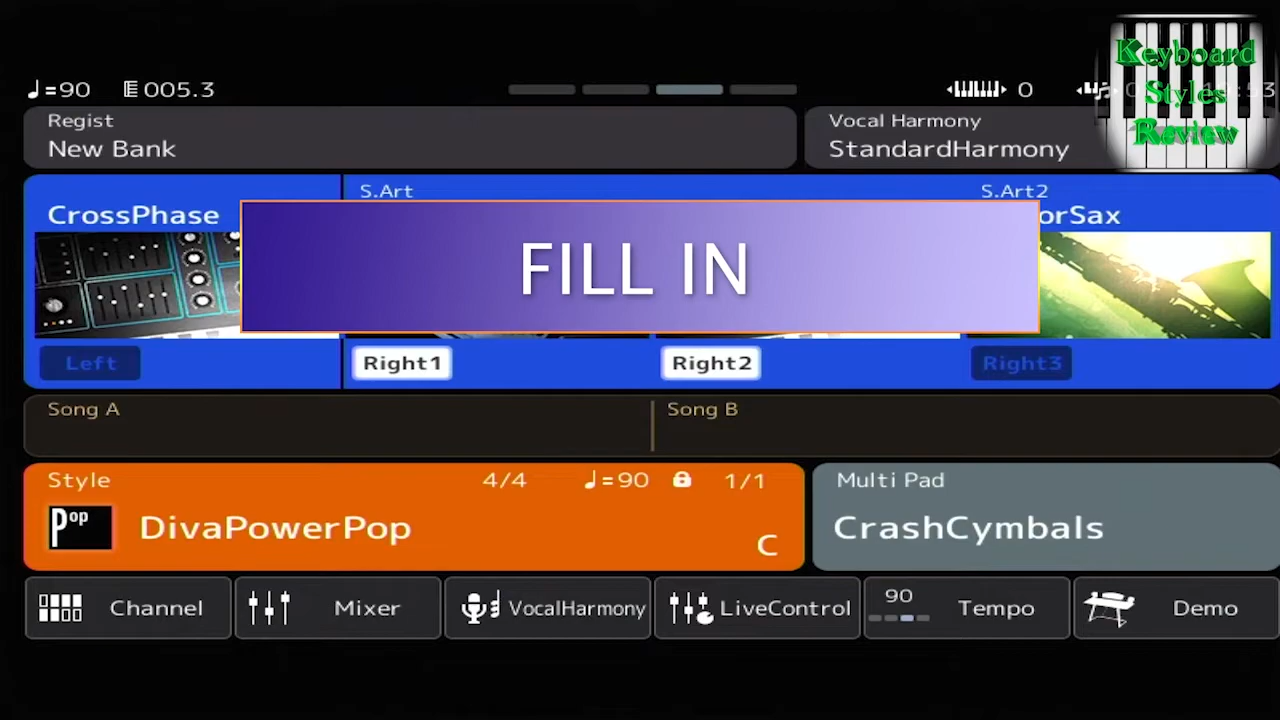 ♩=90 005.3 0
Keyboard
Styles
Review
Regist
New Bank
Vocal Harmony
StandardHarmony
CrossPhase
S.Art
S.Art2
orSax
FILL IN
Left
Right1
Right2
Right3
Song A
Song B
Style 4/4 ♩=90 1/1
Pop
DivaPowerPop
C
Multi Pad
CrashCymbals
Channel
Mixer
VocalHarmony
LiveControl
90
Tempo
Demo